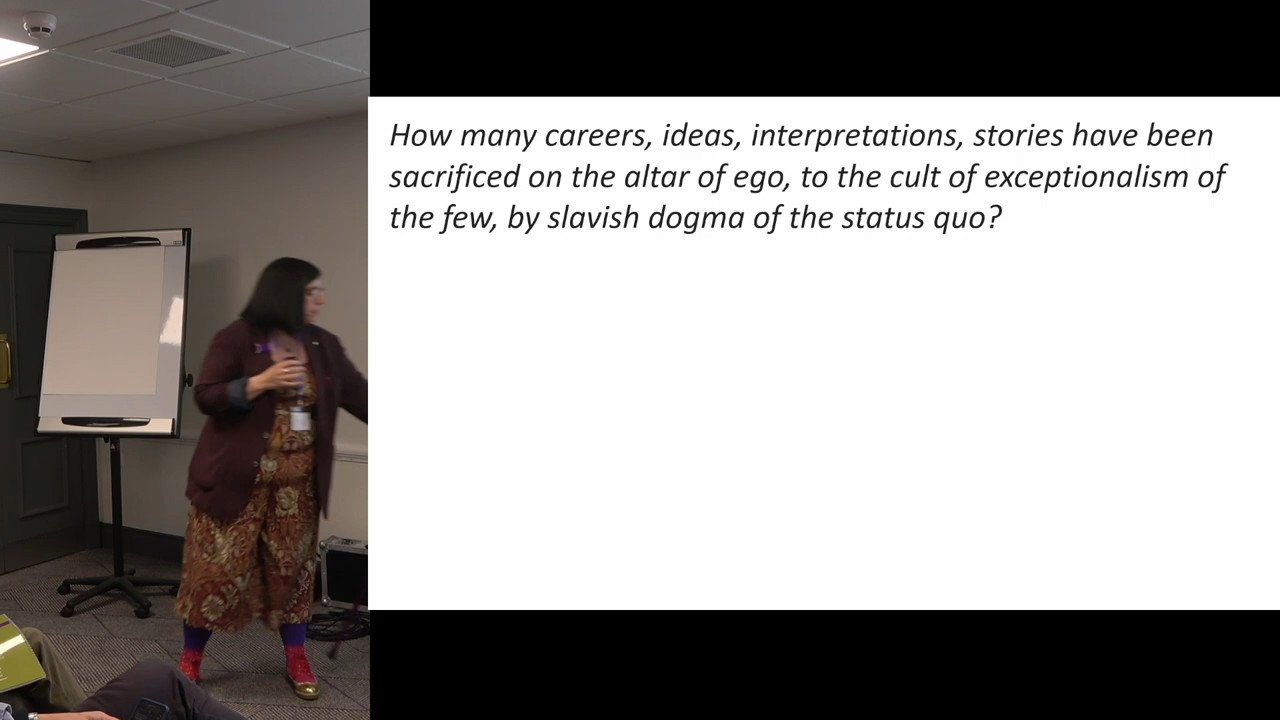 How many careers, ideas, interpretations, stories have been
sacrificed on the altar of ego, to the cult of exceptionalism of
the few, by slavish dogma of the status quo?